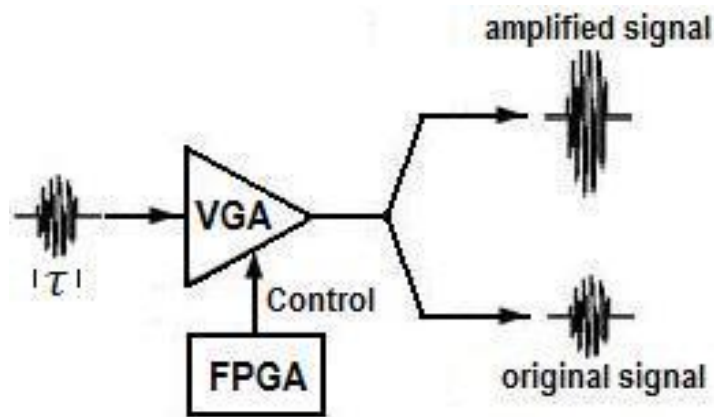 amplified signal
VGA
|τ|
Control
FPGA
original signal